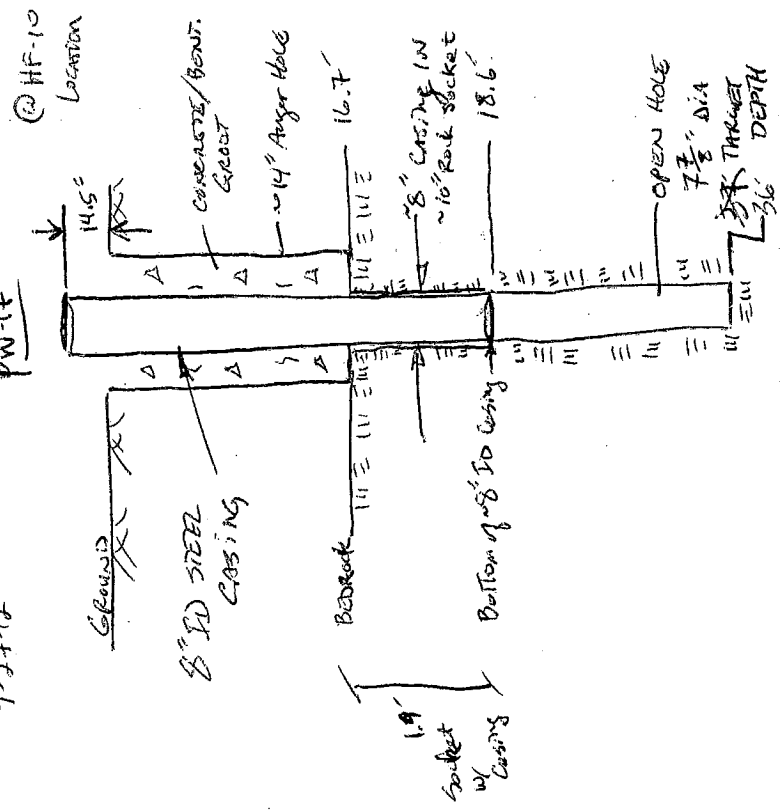 PW-1t
@ HF-10
LOCATION
14.5"
GROUND
CONCRETE/BENT.
GROUT
~14" Auger HOLE
8" ID STEEL
CASING
BEDROCK
16.7'
~8" CASING IN
~10" Rock Socket
1.9'
Socket
w/
Casing
Bottom of ~8" ID Casing
18.6'
OPEN HOLE
7 7/8" DIA
TARGET
DEPTH
36'